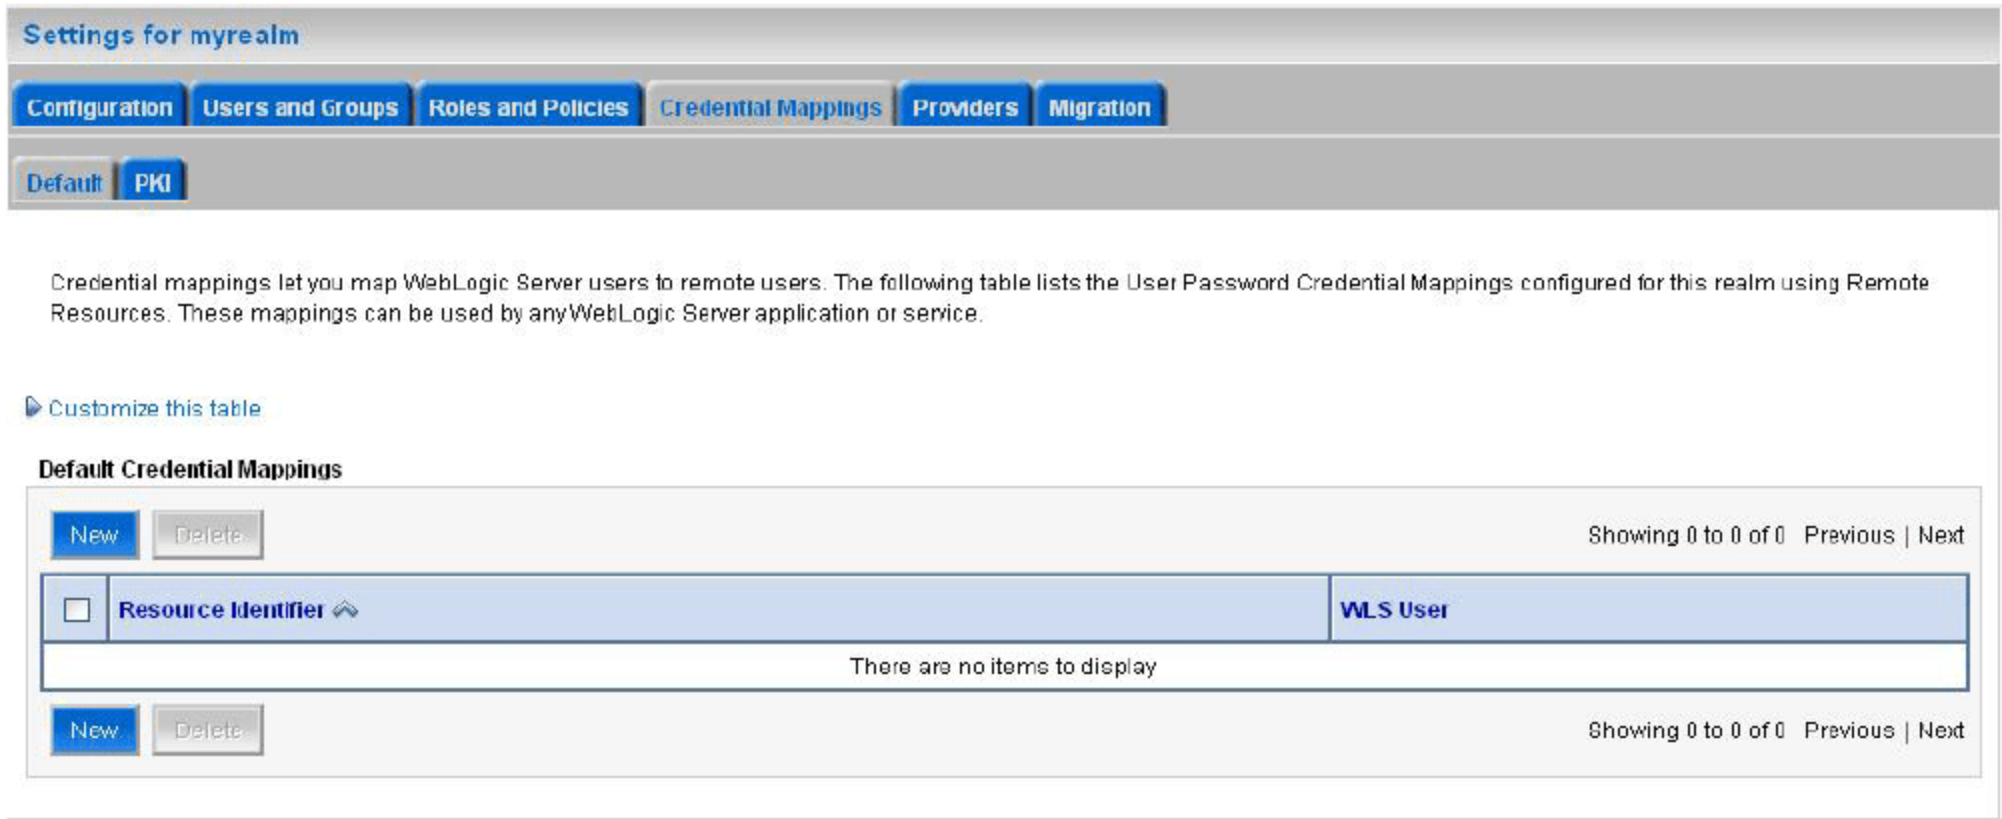 Settings for myrealm
Configuration Users and Groups Roles and Policies Credential Mappings Providers Migration
Default PKI
Credential mappings let you map WebLogic Server users to remote users. The following table lists the User Password Credential Mappings configured for this realm using Remote
Resources. These mappings can be used by any WebLogic Server application or service.
Customize this table
Default Credential Mappings
New Delete Showing 0 to 0 of 0 Previous | Next
Resource Identifier WLS User
There are no items to display
New Delete Showing 0 to 0 of 0 Previous | Next